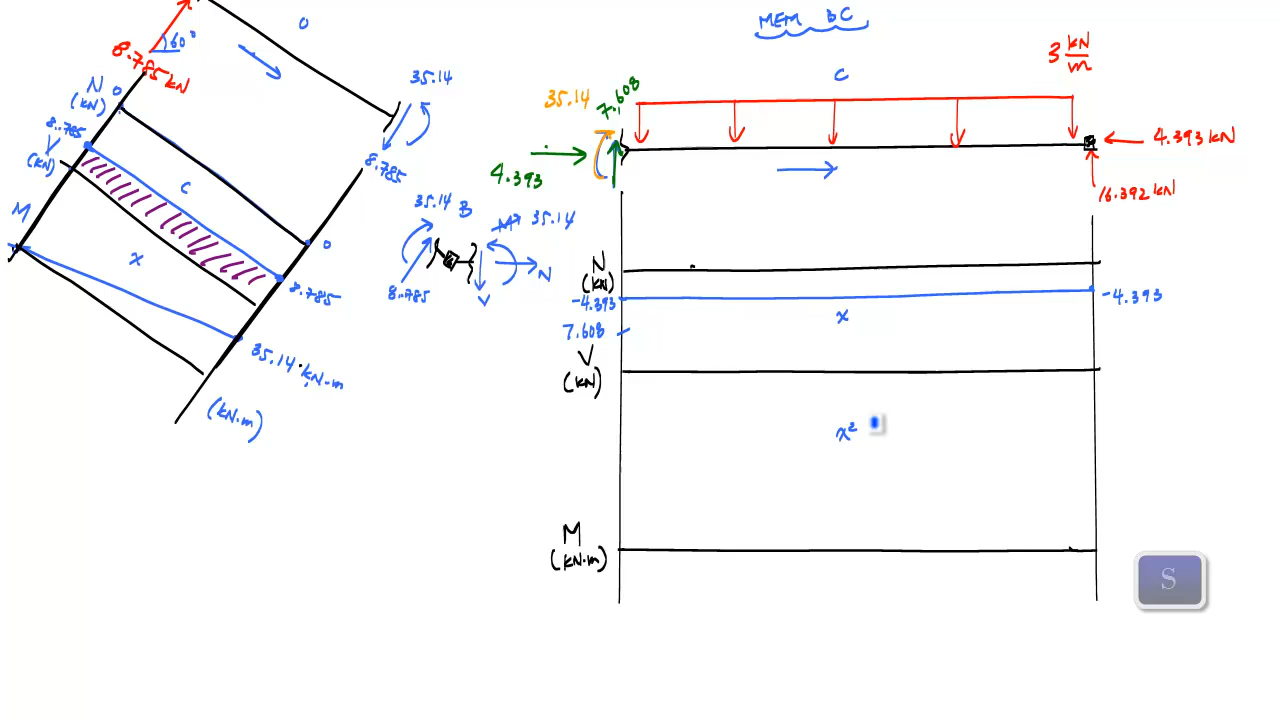 MEM BC
0
60°
8.785 kN
35.14
3 kN/m
C
35.14
7.608
N
(kN)
0
8.785
8.785
4.393 kN
4.393
V
(kN)
C
35.14 B
M 35.14
16.392 kN
M
x
0
N
8.785
V
8.785
N
(kN)
-4.393
-4.393
x
7.608
V
(kN)
35.14 kN-m
(kN·m)
x²
M
(kN·m)
S